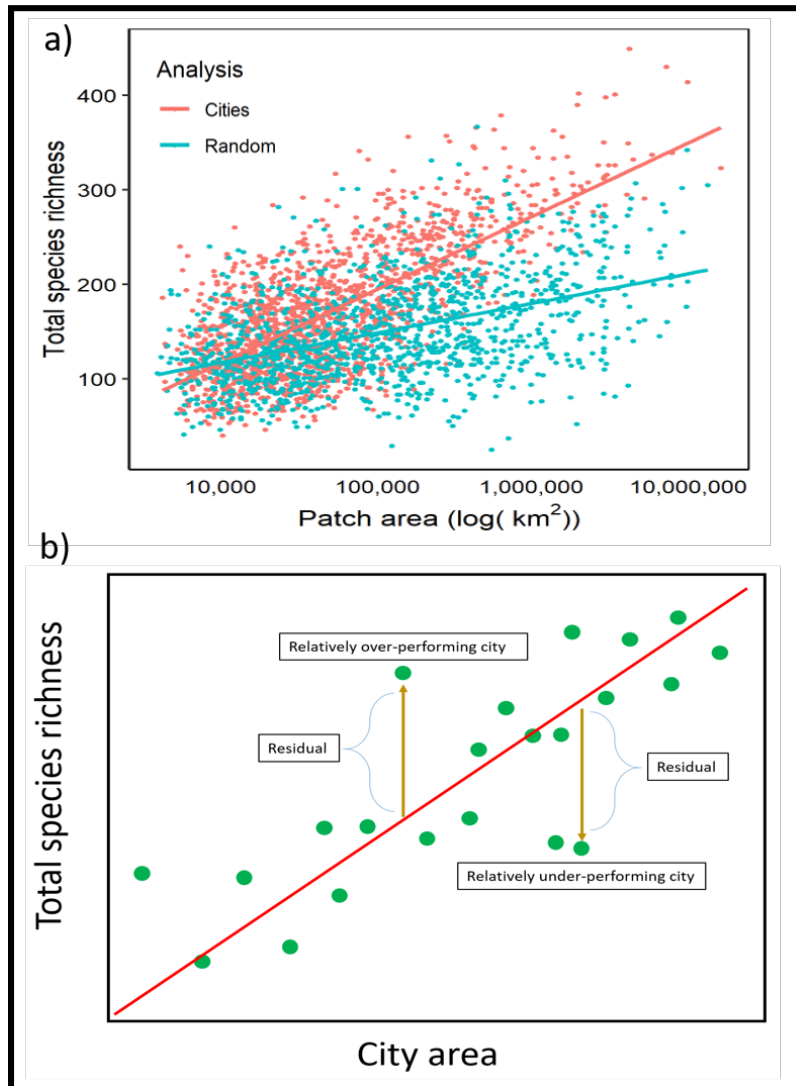 a)
Analysis
Cities
Random
Total species richness
400
300
200
100
10,000
100,000
1,000,000
10,000,000
Patch area (log( km²))
b)
Total species richness
Relatively over-performing city
Residual
Residual
Relatively under-performing city
City area